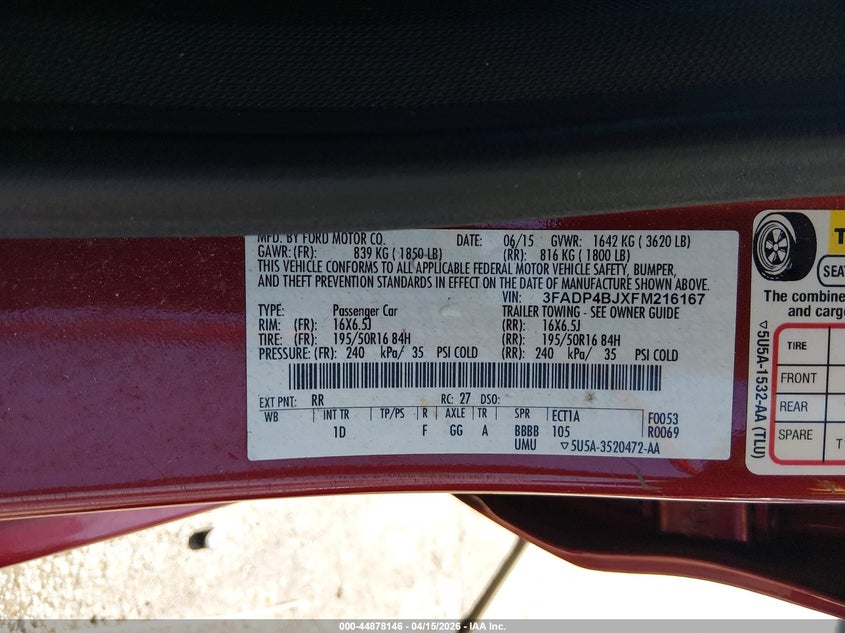 MFD. BY FORD MOTOR CO. DATE: 06/15 GVWR: 1642 KG ( 3620 LB)
GAWR: (FR): 839 KG ( 1850 LB) (RR): 816 KG ( 1800 LB)
THIS VEHICLE CONFORMS TO ALL APPLICABLE FEDERAL MOTOR VEHICLE SAFETY, BUMPER,
AND THEFT PREVENTION STANDARDS IN EFFECT ON THE DATE OF MANUFACTURE SHOWN ABOVE.
VIN: 3FADP4BJXFM216167
TYPE: Passenger Car TRAILER TOWING - SEE OWNER GUIDE
RIM: (FR) 16X6.5J (RR): 16X6.5J
TIRE: (FR) 195/50R16 84H (RR): 195/50R16 84H
PRESSURE: (FR): 240 kPa/ 35 PSI COLD (RR): 240 kPa/ 35 PSI COLD
EXT PNT: RR RC: 27 DSO:
WB INT TR TP/PS R AXLE TR SPR ECT1A F0053
1D F GG A BBBB 105 R0069
UMU ▽5U5A-3520472-AA
T
SEAT
The combine
and cargo
TIRE
FRONT
REAR
SPARE T
▽5U5A-1532-AA (TLU)
000-44878146 - 04/15/2026 - IAA Inc.